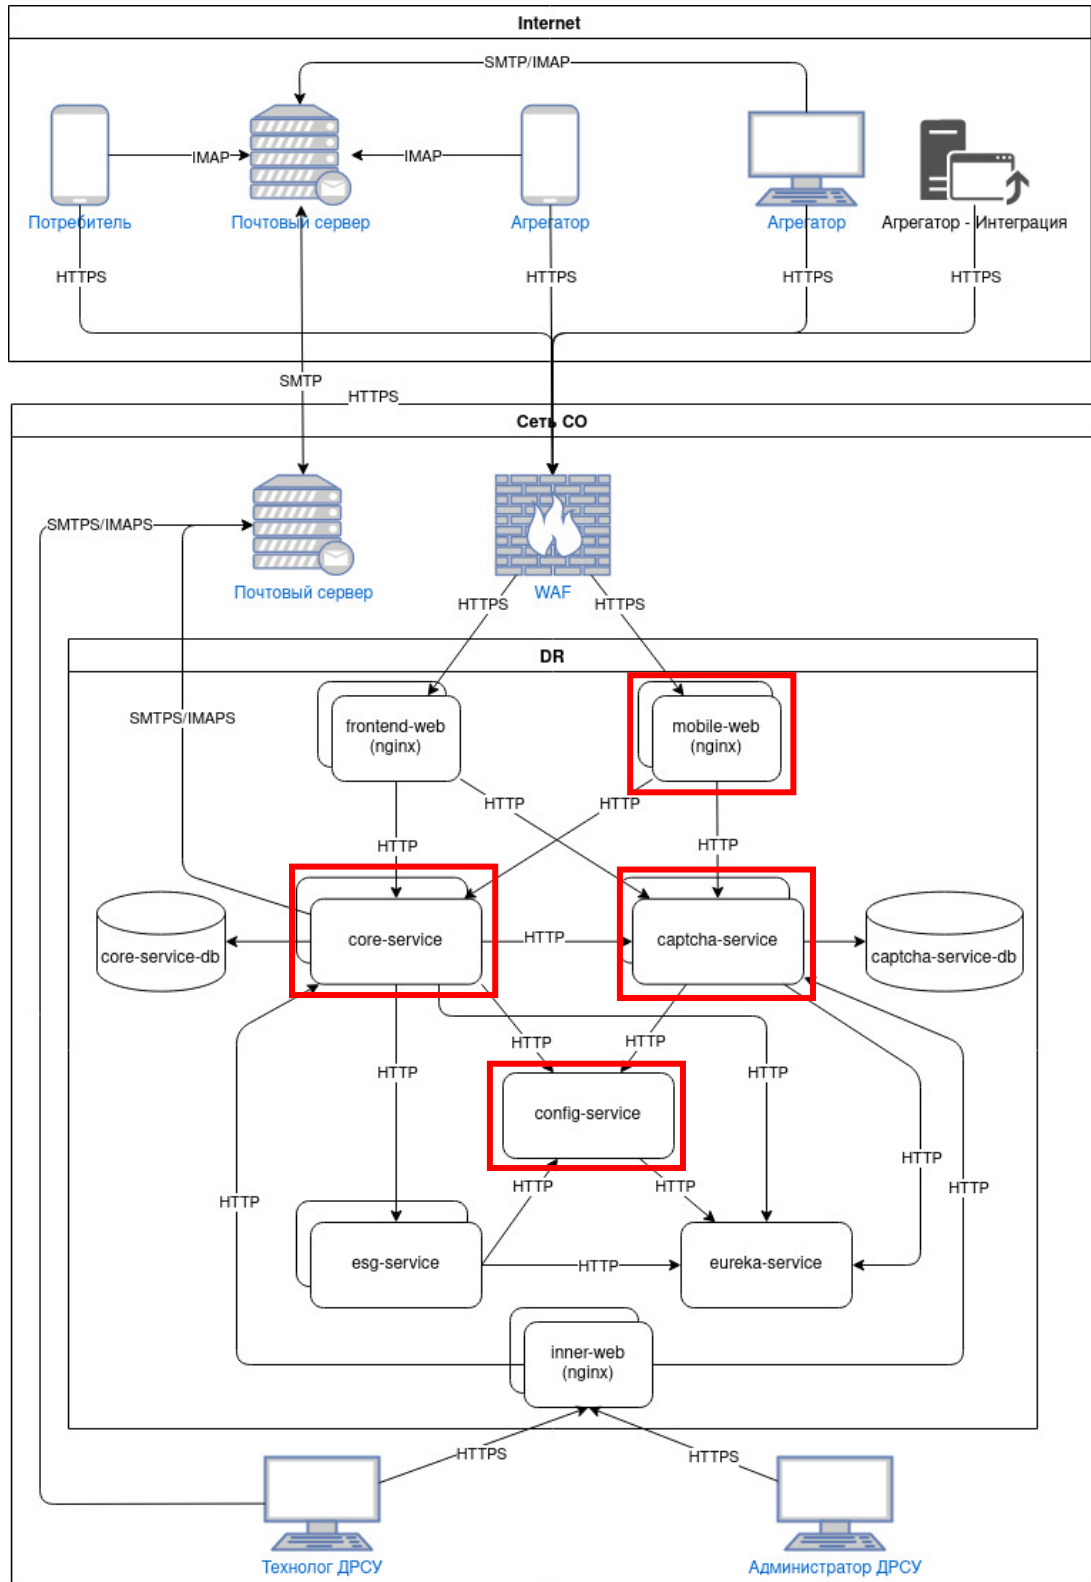 Internet
SMTP/IMAP
IMAP
IMAP
Потребитель
Почтовый сервер
Агрегатор
Агрегатор
Агрегатор - Интеграция
HTTPS
HTTPS
HTTPS
HTTPS
SMTP
HTTPS
Сеть СО
SMTPS/IMAPS
Почтовый сервер
WAF
HTTPS
HTTPS
DR
SMTPS/IMAPS
frontend-web
(nginx)
mobile-web
(nginx)
HTTP
HTTP
HTTP
HTTP
core-service-db
core-service
HTTP
captcha-service
captcha-service-db
HTTP
HTTP
HTTP
HTTP
config-service
HTTP
HTTP
HTTP
HTTP
HTTP
esg-service
HTTP
eureka-service
inner-web
(nginx)
HTTPS
HTTPS
Технолог ДРСУ
Администратор ДРСУ